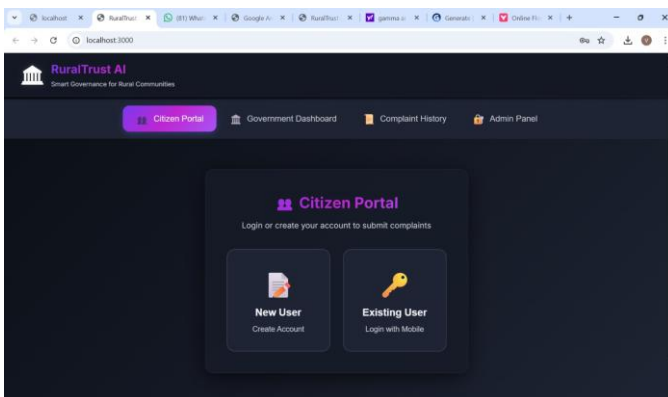 localhost
RuralTrust
(81) What
Google A
RuralTrust
gamma
Generate
Online
localhost:3000
RuralTrust AI
Smart Governance for Rural Communities
Citizen Portal
Government Dashboard
Complaint History
Admin Panel
Citizen Portal
Login or create your account to submit complaints
New User
Create Account
Existing User
Login with Mobile